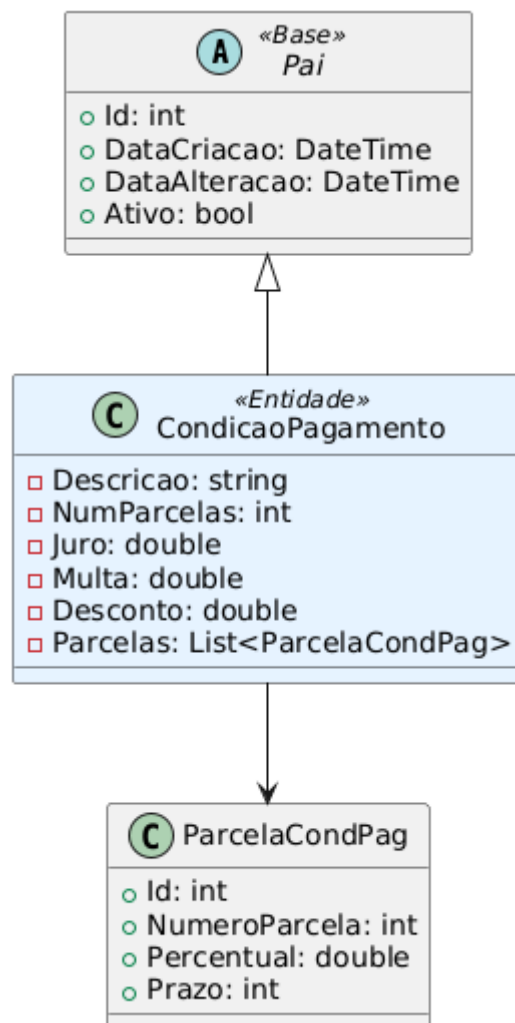 A
«Base»
Pai
Id: int
DataCriacao: DateTime
DataAlteracao: DateTime
Ativo: bool
C
«Entidade»
CondicaoPagamento
Descricao: string
NumParcelas: int
Juro: double
Multa: double
Desconto: double
Parcelas: List<ParcelaCondPag>
C ParcelaCondPag
Id: int
NumeroParcela: int
Percentual: double
Prazo: int